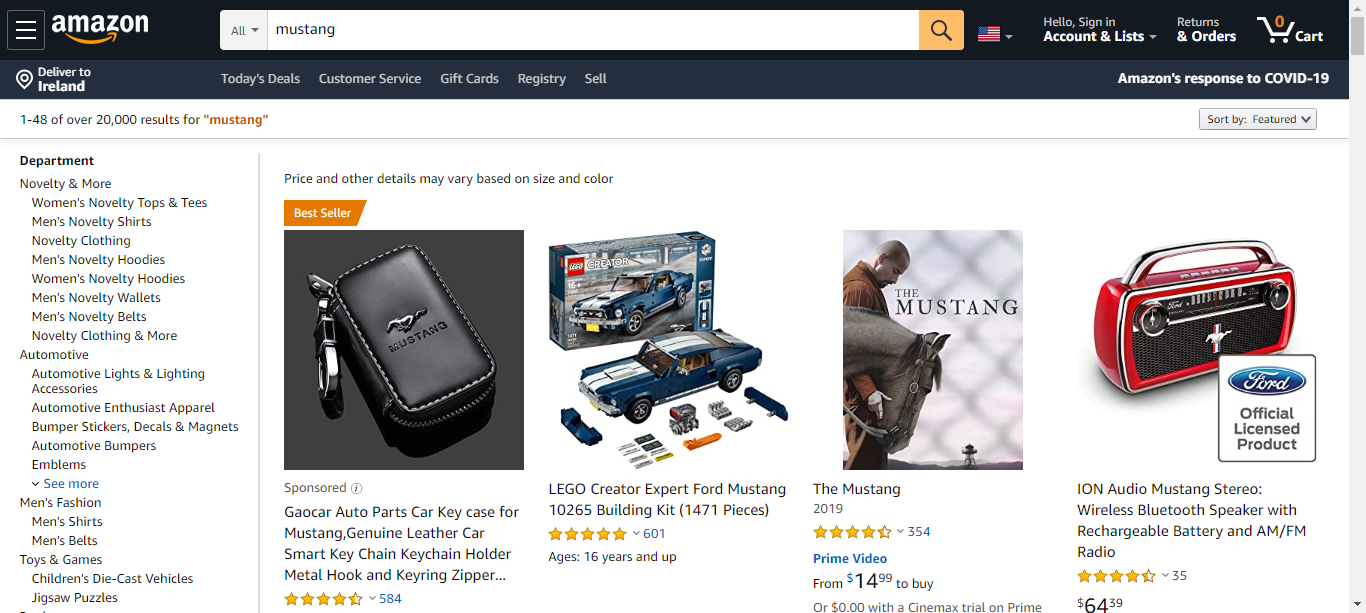 amazon
All
mustang
Hello, Sign in
Account & Lists
Returns
& Orders
0
Cart
Deliver to
Ireland
Today's Deals
Customer Service
Gift Cards
Registry
Sell
Amazon's response to COVID-19
1-48 of over 20,000 results for "mustang"
Sort by: Featured
Department
Novelty & More
Women's Novelty Tops & Tees
Men's Novelty Shirts
Novelty Clothing
Men's Novelty Hoodies
Women's Novelty Hoodies
Men's Novelty Wallets
Men's Novelty Belts
Novelty Clothing & More
Automotive
Automotive Lights & Lighting
Accessories
Automotive Enthusiast Apparel
Bumper Stickers, Decals & Magnets
Automotive Bumpers
Emblems
See more
Men's Fashion
Men's Shirts
Men's Belts
Toys & Games
Children's Die-Cast Vehicles
Jigsaw Puzzles
Price and other details may vary based on size and color
Best Seller
MUSTANG
Sponsored
Gaocar Auto Parts Car Key case for
Mustang,Genuine Leather Car
Smart Key Chain Keychain Holder
Metal Hook and Keyring Zipper...
584
LEGO
CREATOR
16+
LEGO Creator Expert Ford Mustang
10265 Building Kit (1471 Pieces)
601
Ages: 16 years and up
THE
MUSTANG
The Mustang
2019
354
Prime Video
From $14.99 to buy
Or $0.00 with a Cinemax trial on Prime
Ford
Official
Licensed
Product
ION Audio Mustang Stereo:
Wireless Bluetooth Speaker with
Rechargeable Battery and AM/FM
Radio
35
$64.39